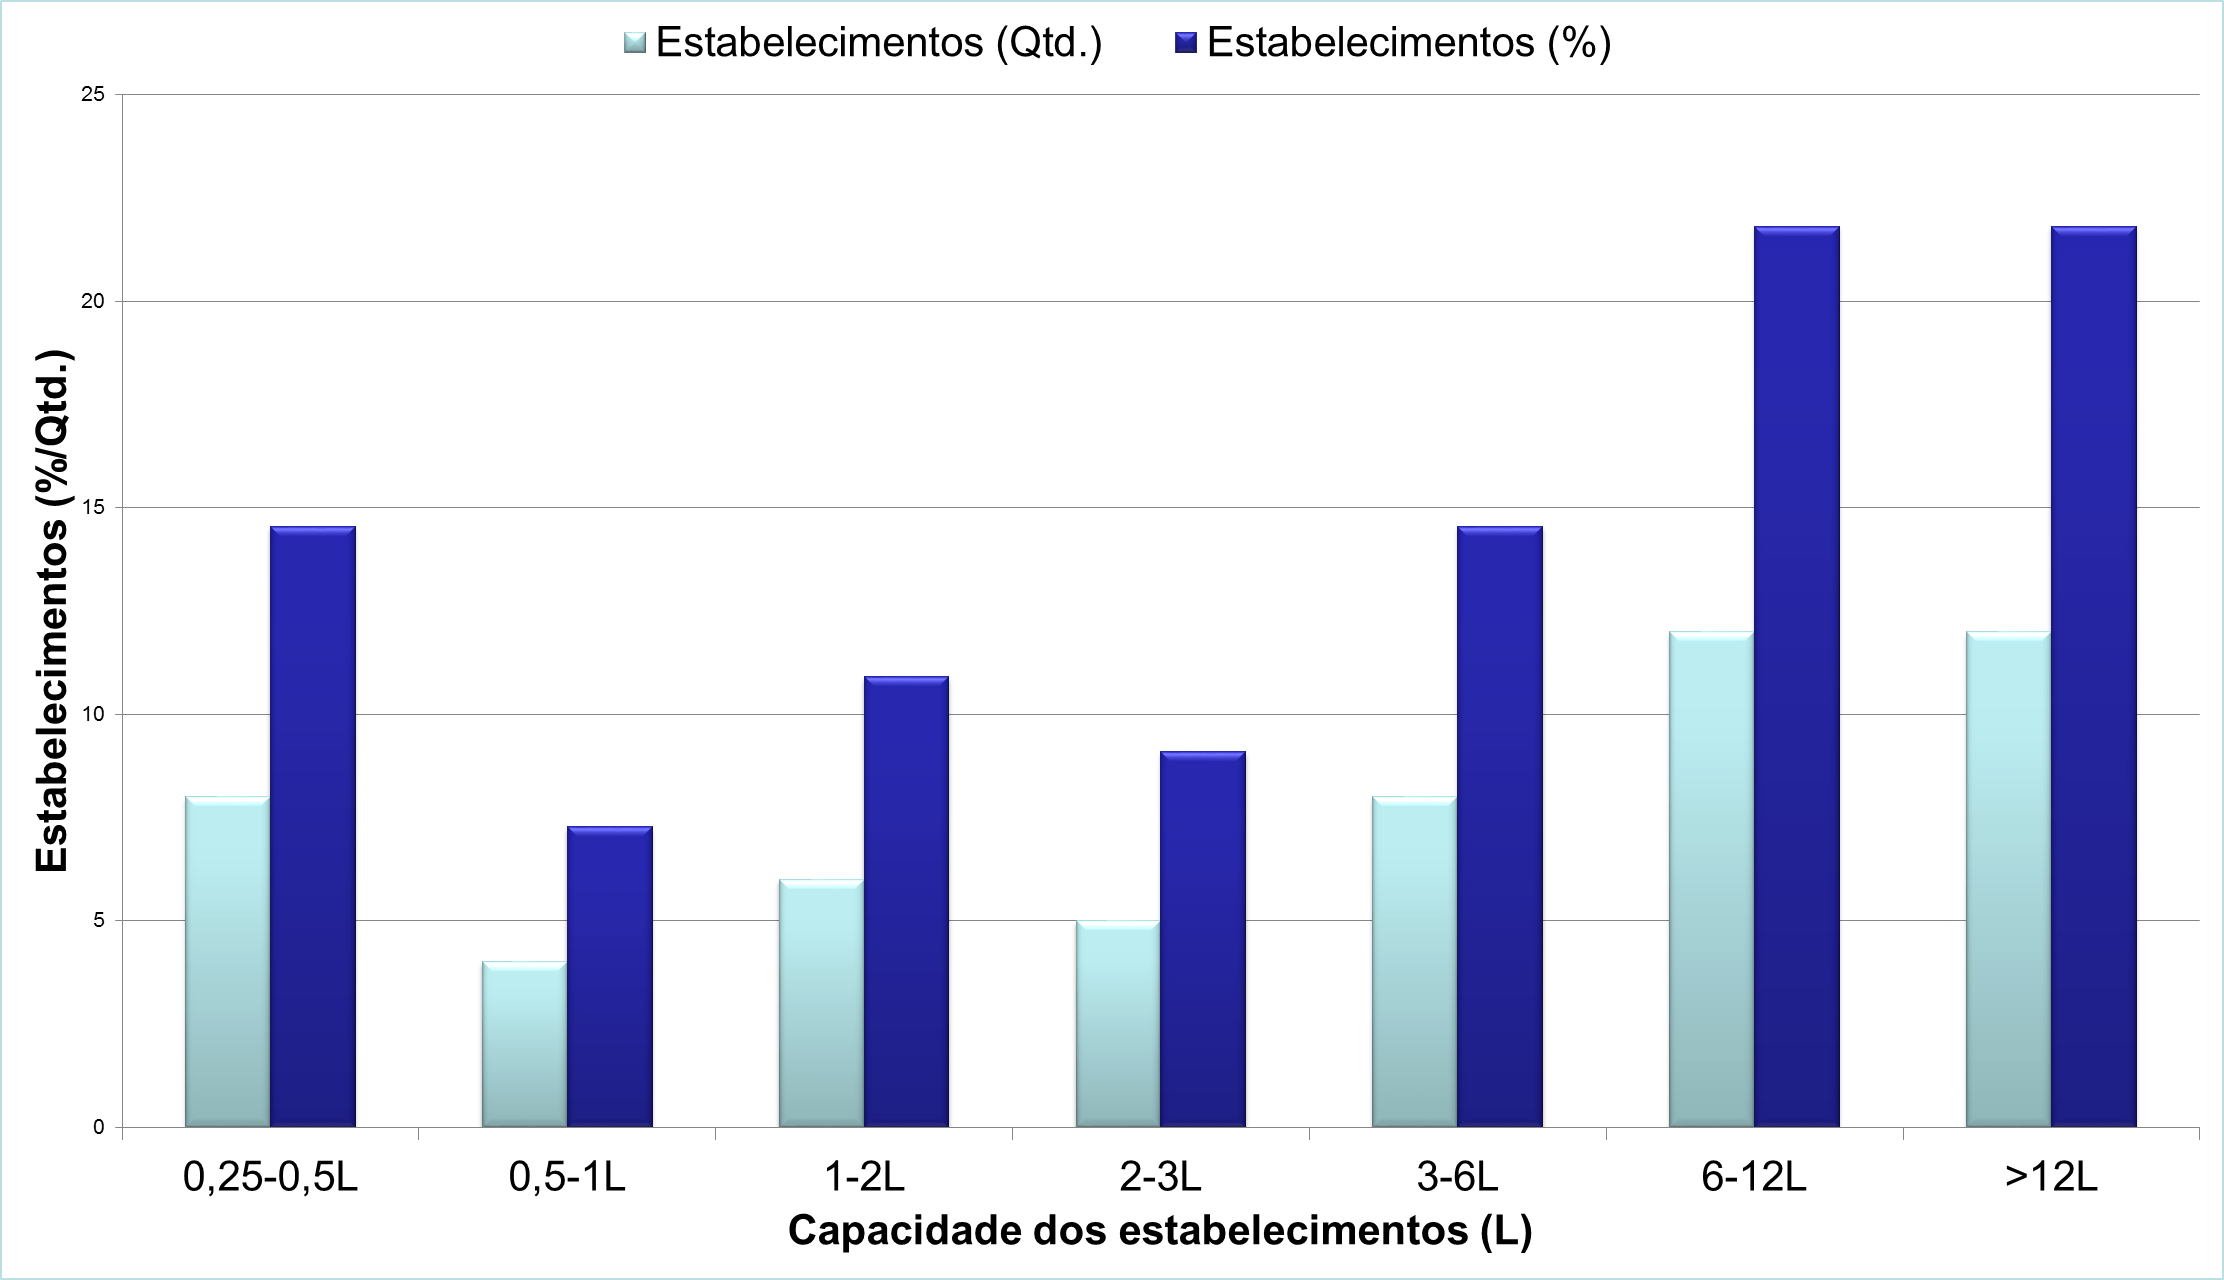 Estabelecimentos (Qtd.) Estabelecimentos (%)
Estabelecimentos (%/Qtd.)
25
20
15
10
5
0
0,25-0,5L 0,5-1L 1-2L 2-3L 3-6L 6-12L >12L
Capacidade dos estabelecimentos (L)